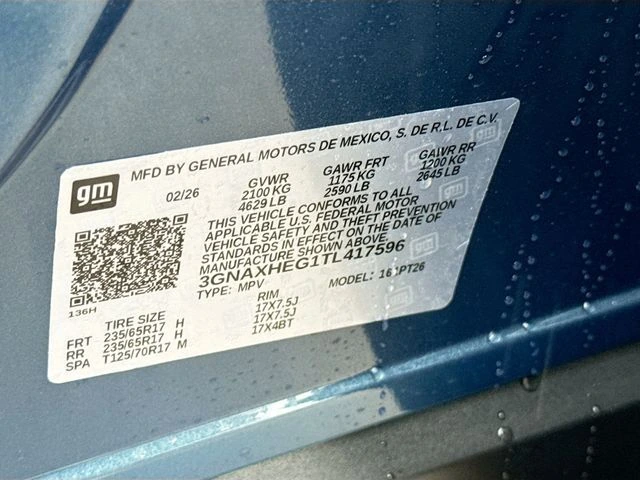 gm
MFD BY GENERAL MOTORS DE MEXICO, S. DE R.L. DE C.V.
02/26 GVWR GAWR FRT GAWR RR
2100 KG 1175 KG 1200 KG
4629 LB 2590 LB 2645 LB
THIS VEHICLE CONFORMS TO ALL
APPLICABLE U.S. FEDERAL MOTOR
VEHICLE SAFETY AND THEFT PREVENTION
STANDARDS IN EFFECT ON THE DATE OF
MANUFACTURE SHOWN ABOVE.
3GNAXHEG1TL417596
TYPE: MPV MODEL:
136H
TIRE SIZE RIM
FRT 235/65R17 H 17X7.5J
RR 235/65R17 H 17X7.5J
SPA T125/70R17 M 17X4BT